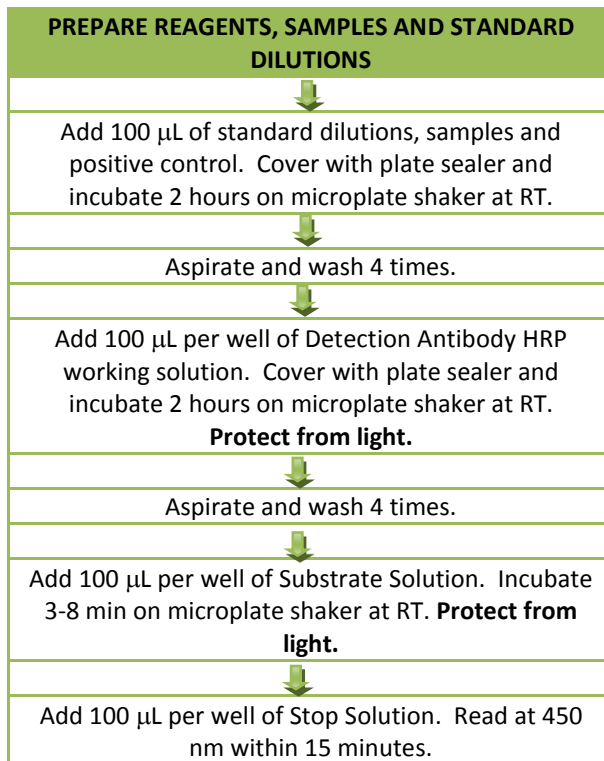 PREPARE REAGENTS, SAMPLES AND STANDARD
DILUTIONS
Add 100 µL of standard dilutions, samples and
positive control.  Cover with plate sealer and
incubate 2 hours on microplate shaker at RT.
Aspirate and wash 4 times.
Add 100 µL per well of Detection Antibody HRP
working solution.  Cover with plate sealer and
incubate 2 hours on microplate shaker at RT.
Protect from light.
Aspirate and wash 4 times.
Add 100 µL per well of Substrate Solution.  Incubate
3-8 min on microplate shaker at RT. Protect from
light.
Add 100 µL per well of Stop Solution.  Read at 450
nm within 15 minutes.